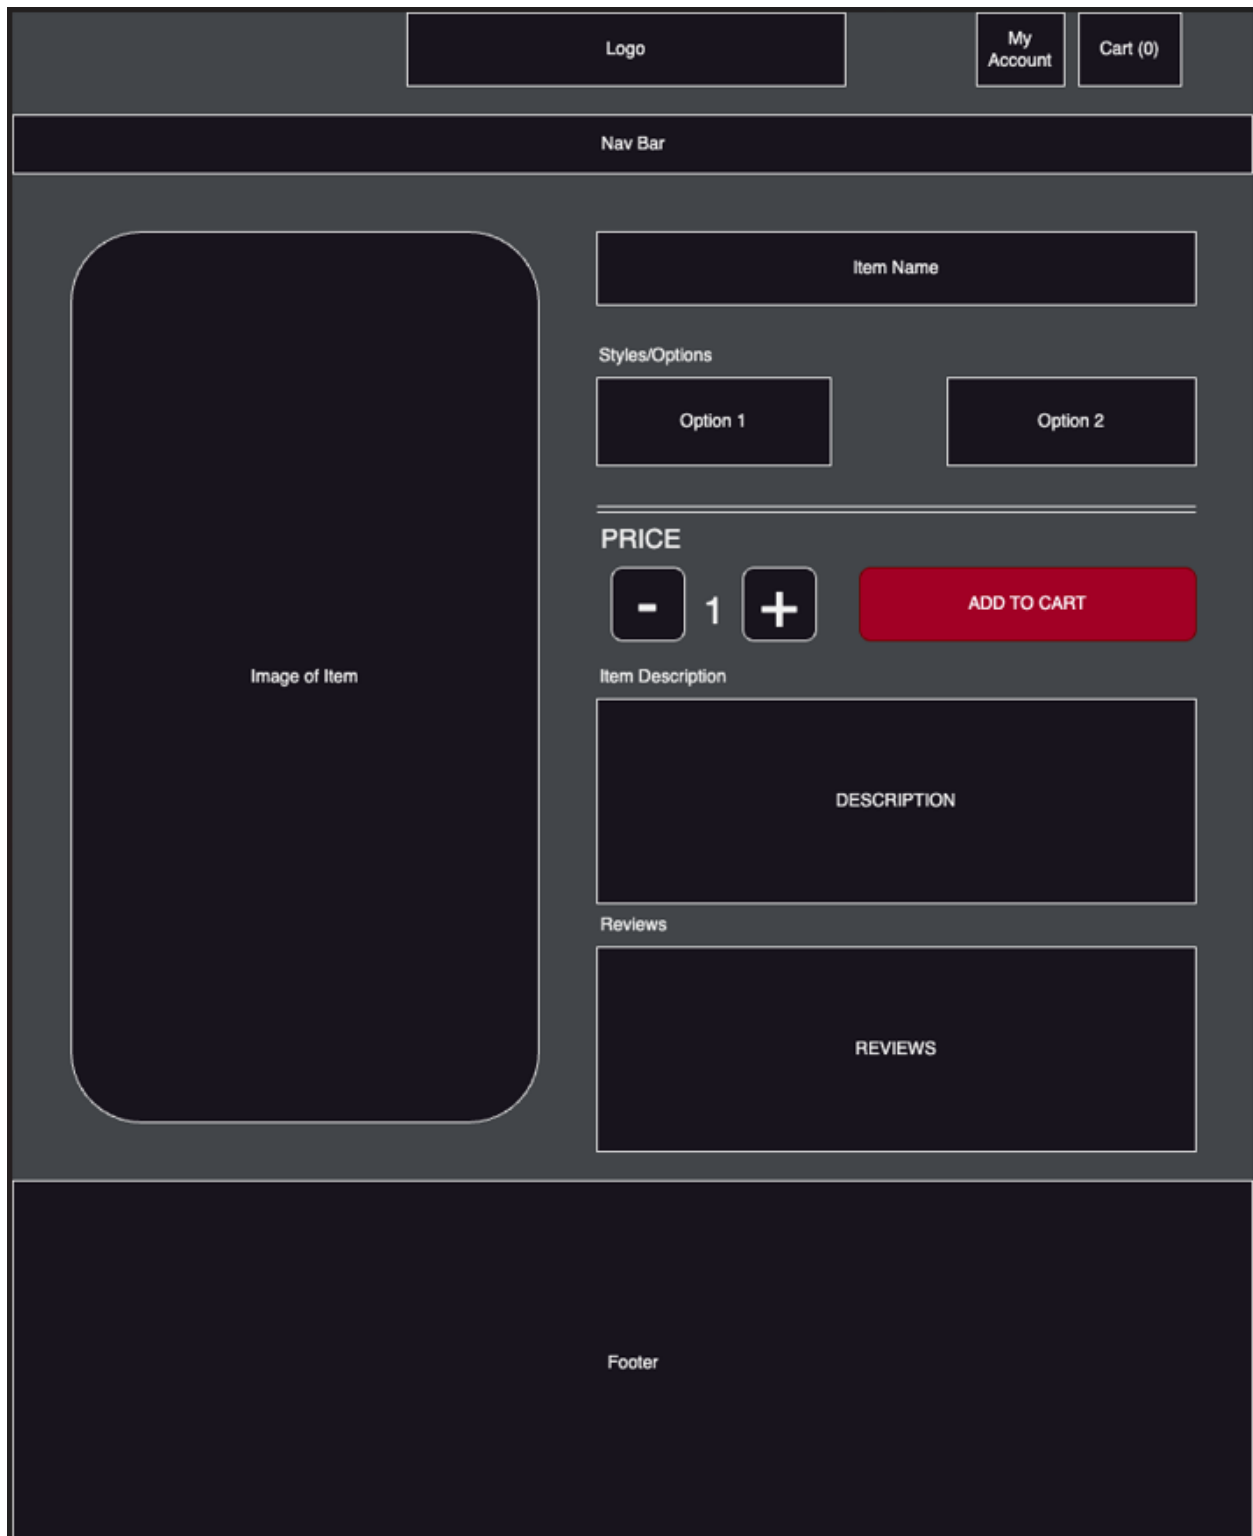 Logo
My
Account
Cart (0)
Nav Bar
Item Name
Styles/Options
Option 1
Option 2
PRICE
- 1 +
ADD TO CART
Image of Item
Item Description
DESCRIPTION
Reviews
REVIEWS
Footer